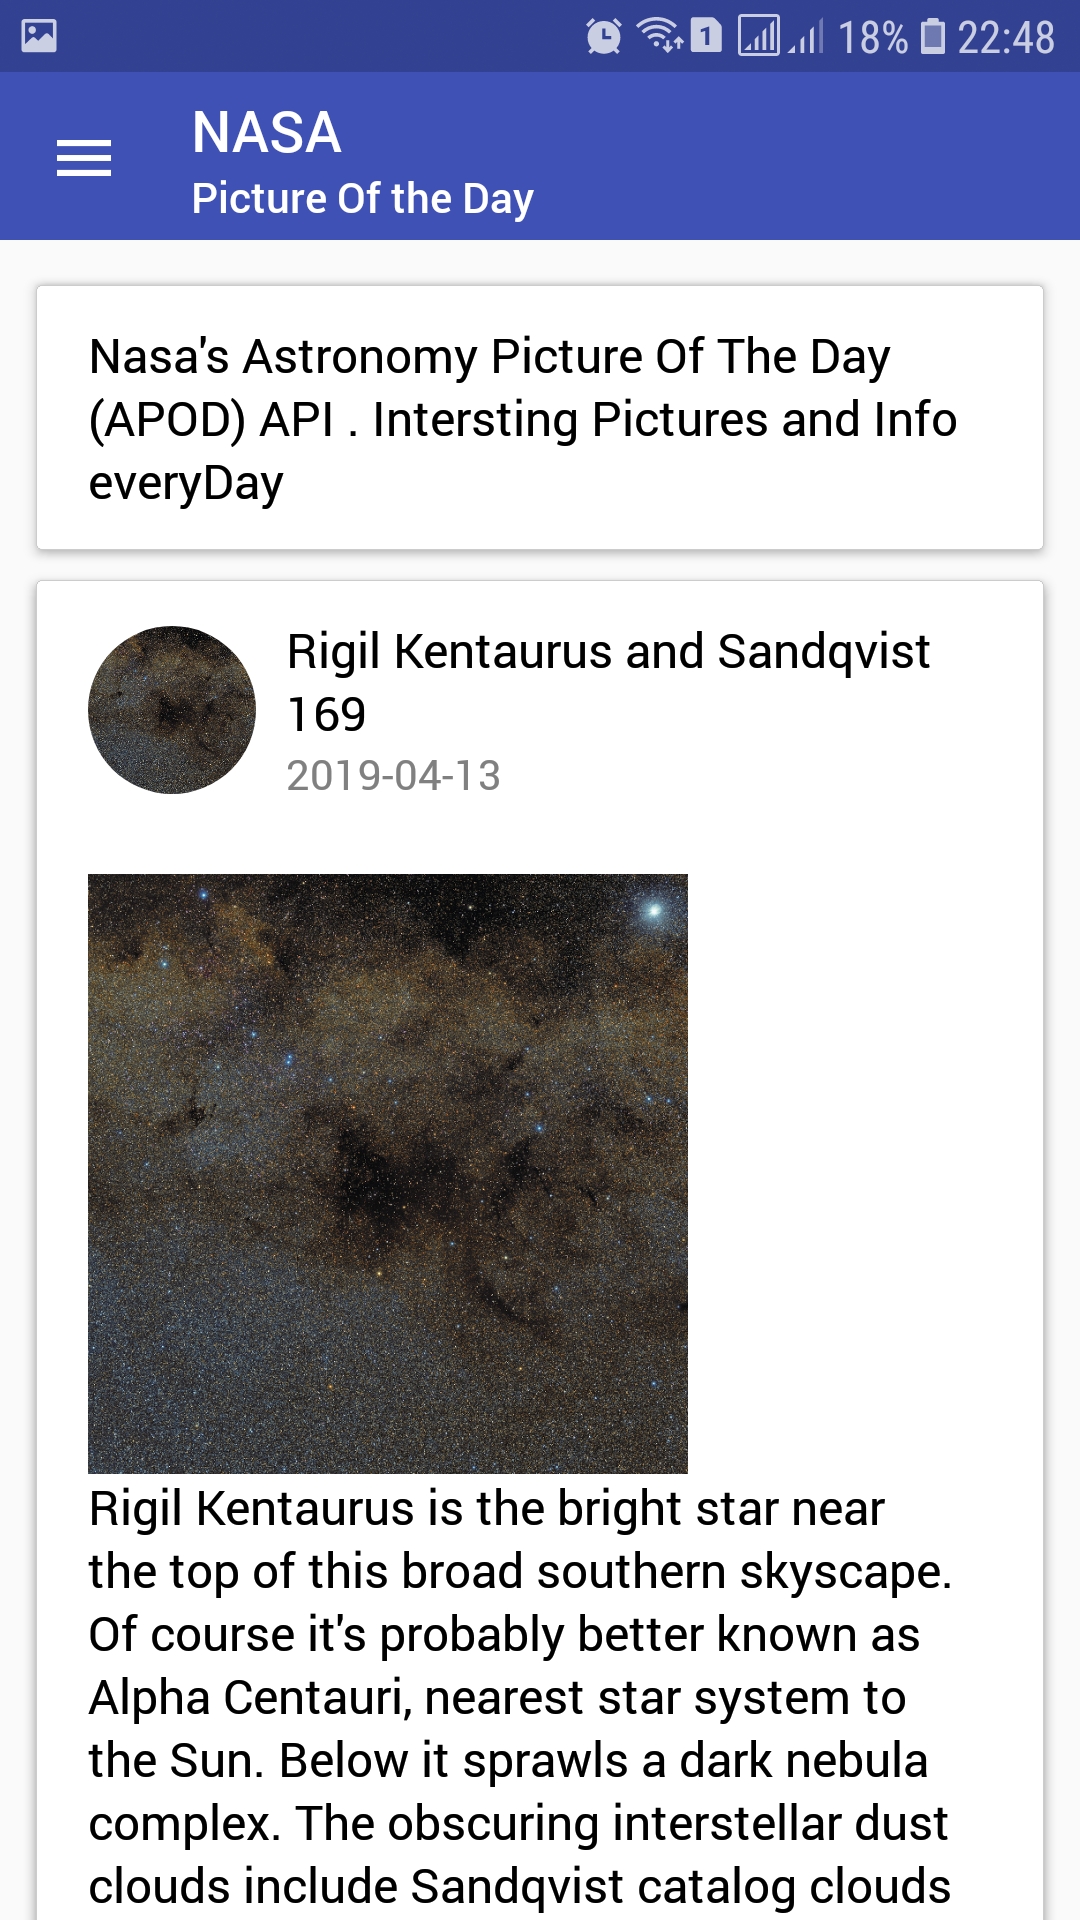 1 18% 22:48
NASA
Picture Of the Day
Nasa's Astronomy Picture Of The Day
(APOD) API . Intersting Pictures and Info
everyDay
Rigil Kentaurus and Sandqvist
169
2019-04-13
Rigil Kentaurus is the bright star near
the top of this broad southern skyscape.
Of course it's probably better known as
Alpha Centauri, nearest star system to
the Sun. Below it sprawls a dark nebula
complex. The obscuring interstellar dust
clouds include Sandqvist catalog clouds